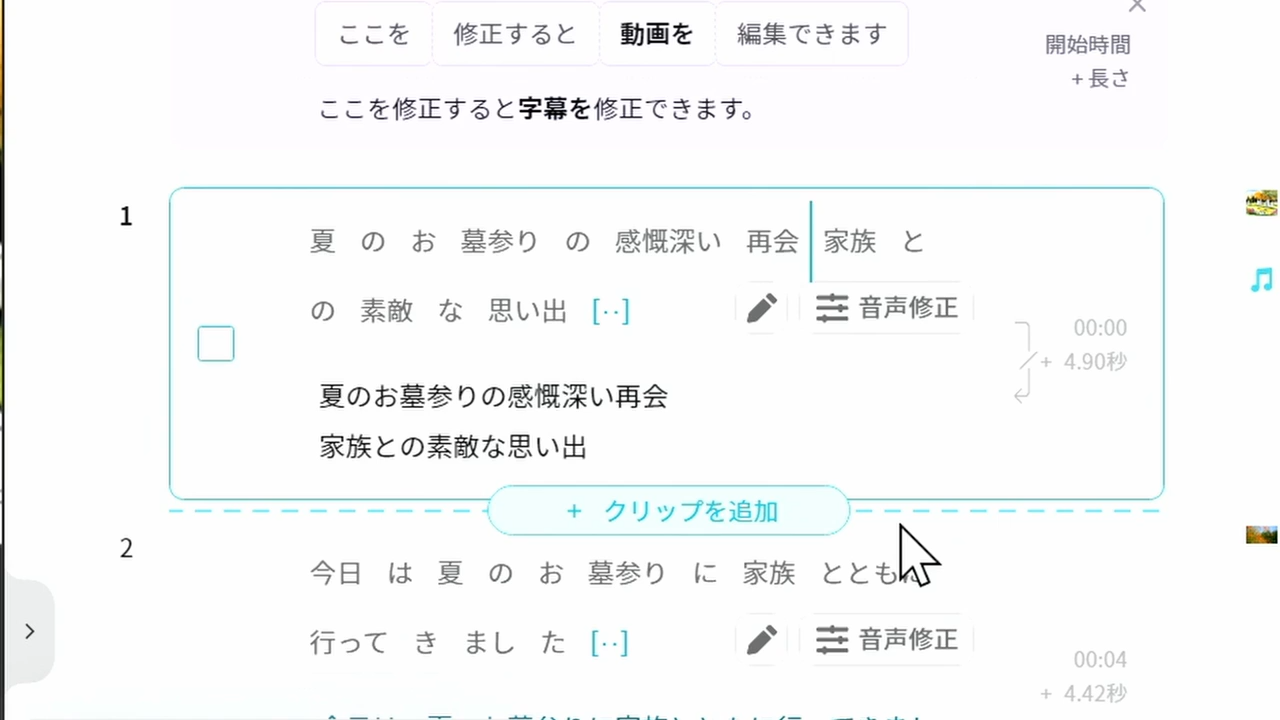 ここを 修正すると 動画を 編集できます
開始時間
+ 長さ
ここを修正すると字幕を修正できます。
1
夏 の お 墓参り の 感慨深い 再会 家族 と
の 素敵 な 思い出 [··] 音声修正
00:00
+ 4.90秒
夏のお墓参りの感慨深い再会
家族との素敵な思い出
+ クリップを追加
2
今日 は 夏 の お 墓参り に 家族 とともに
行って き まし た [··] 音声修正
00:04
+ 4.42秒